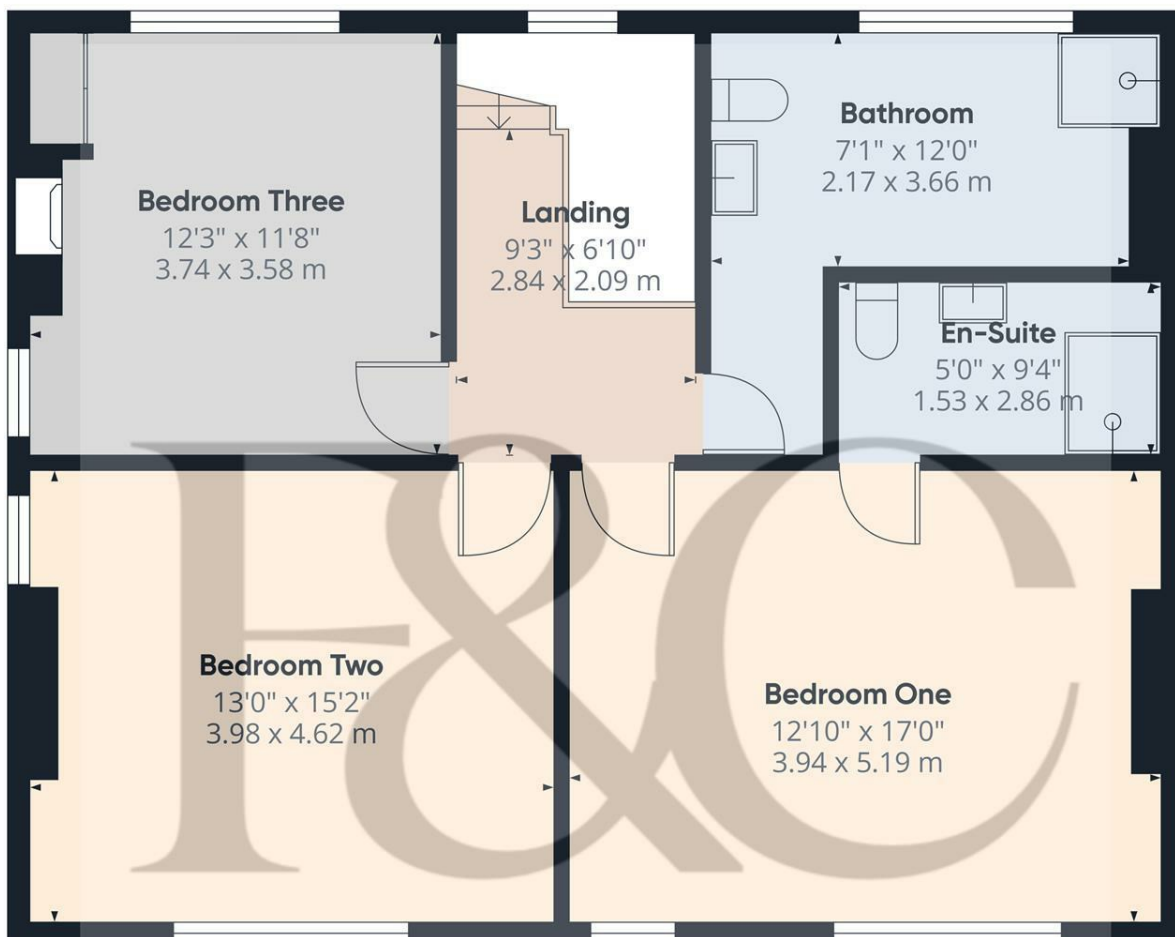 Bedroom Three
12'3" x 11'8"
3.74 x 3.58 m
Landing
9'3" x 6'10"
2.84 x 2.09 m
Bathroom
7'1" x 12'0"
2.17 x 3.66 m
En-Suite
5'0" x 9'4"
1.53 x 2.86 m
Bedroom Two
13'0" x 15'2"
3.98 x 4.62 m
Bedroom One
12'10" x 17'0"
3.94 x 5.19 m
F&C